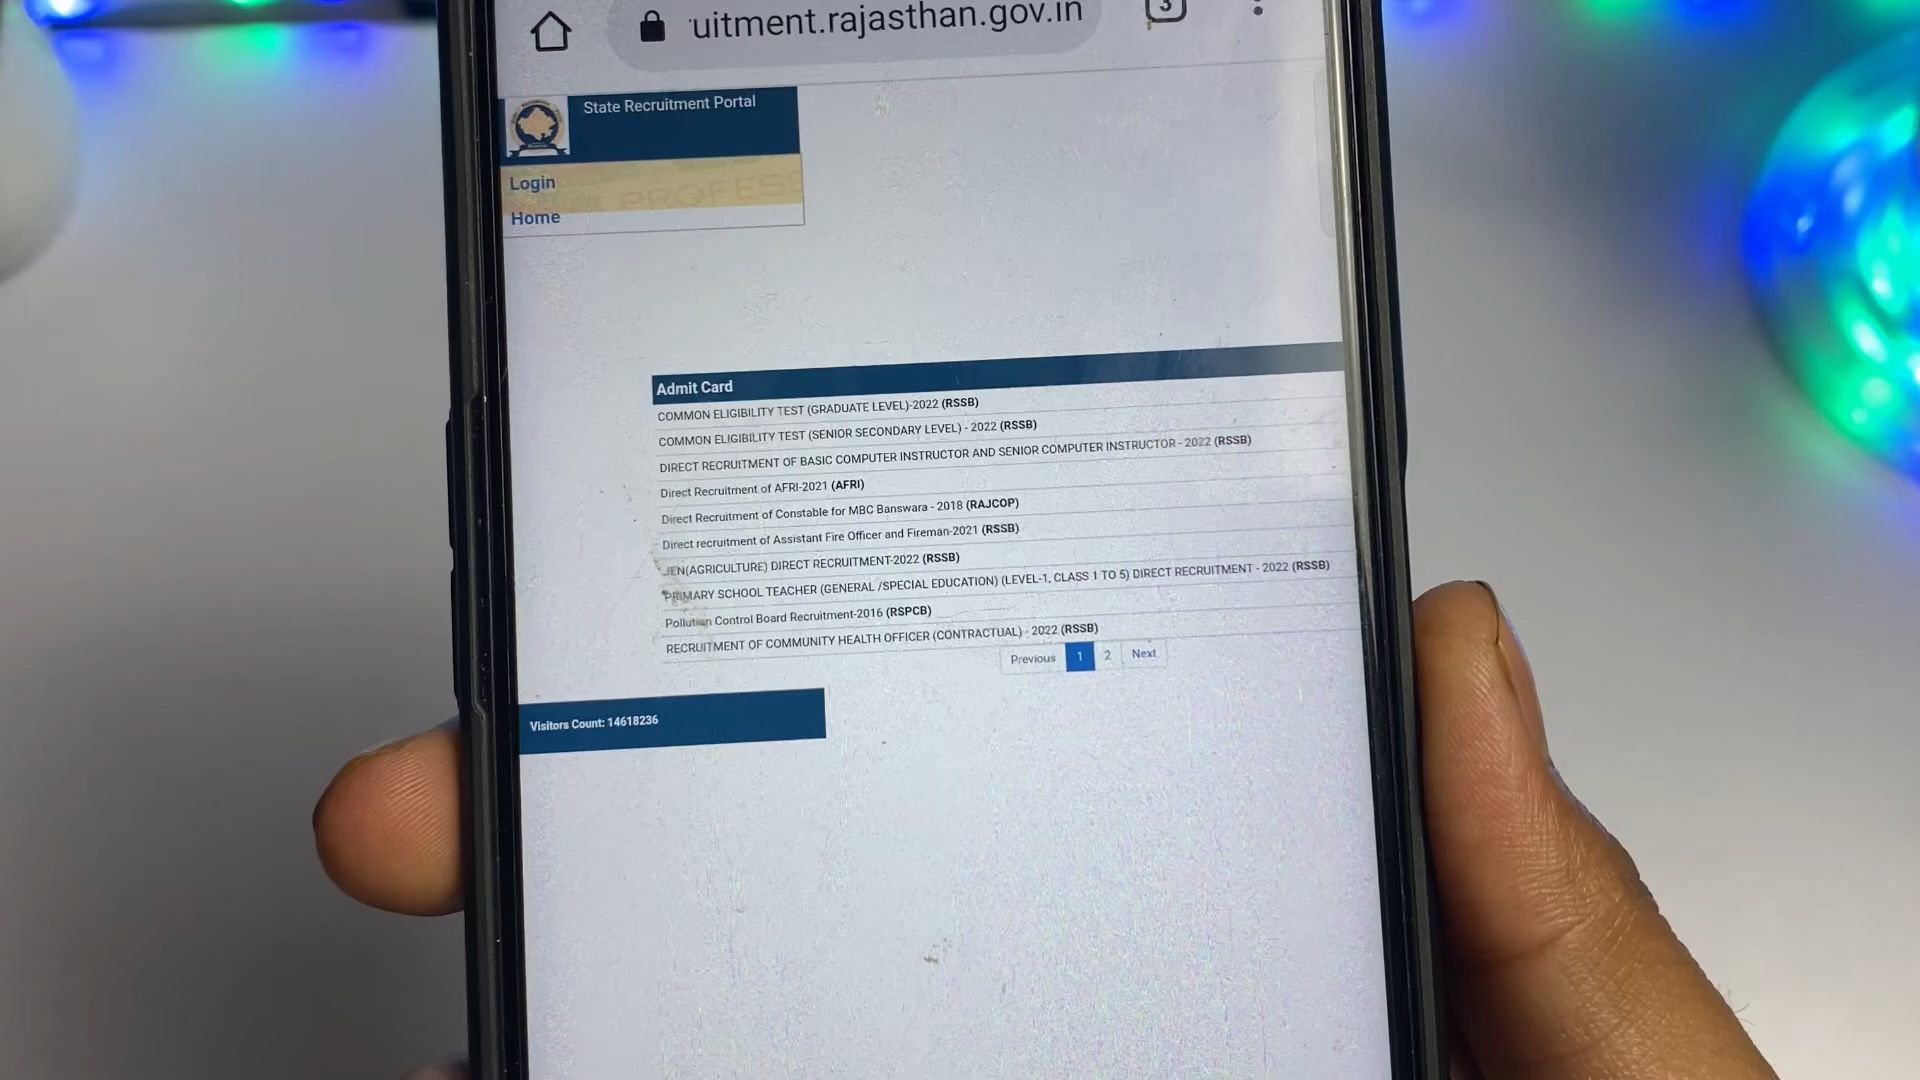 uitment.rajasthan.gov.in
3
State Recruitment Portal
Login
PROFESS
Home
Admit Card
COMMON ELIGIBILITY TEST (GRADUATE LEVEL)-2022 (RSSB)
COMMON ELIGIBILITY TEST (SENIOR SECONDARY LEVEL) - 2022 (RSSB)
DIRECT RECRUITMENT OF BASIC COMPUTER INSTRUCTOR AND SENIOR COMPUTER INSTRUCTOR - 2022 (RSSB)
Direct Recruitment of AFRI-2021 (AFRI)
Direct Recruitment of Constable for MBC Banswara - 2018 (RAJCOP)
Direct recruitment of Assistant Fire Officer and Fireman-2021 (RSSB)
JEN(AGRICULTURE) DIRECT RECRUITMENT-2022 (RSSB)
PRIMARY SCHOOL TEACHER (GENERAL /SPECIAL EDUCATION) (LEVEL-1, CLASS 1 TO 5) DIRECT RECRUITMENT - 2022 (RSSB)
Pollution Control Board Recruitment-2016 (RSPCB)
RECRUITMENT OF COMMUNITY HEALTH OFFICER (CONTRACTUAL) - 2022 (RSSB)
Previous 1 2 Next
Visitors Count: 14618236